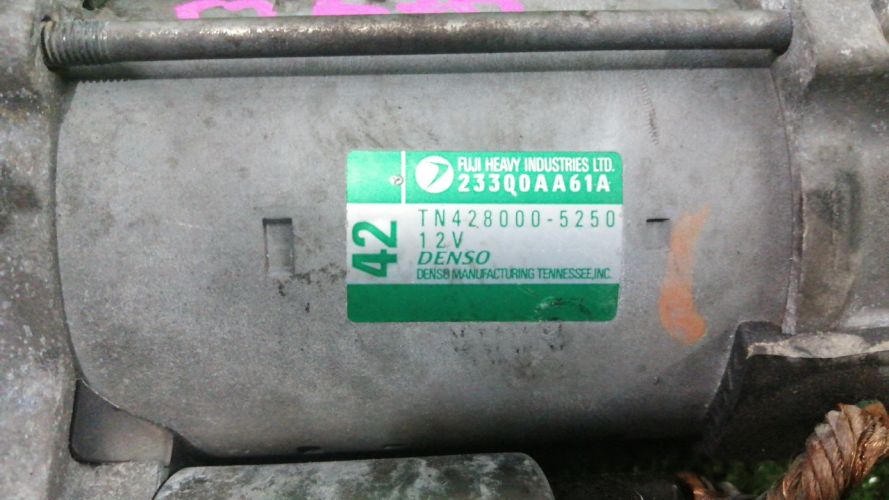 FUJI HEAVY INDUSTRIES LTD.
233Q0AA61A
42
TN428000-5250
12V
DENSO
DENSO MANUFACTURING TENNESSEE,INC.